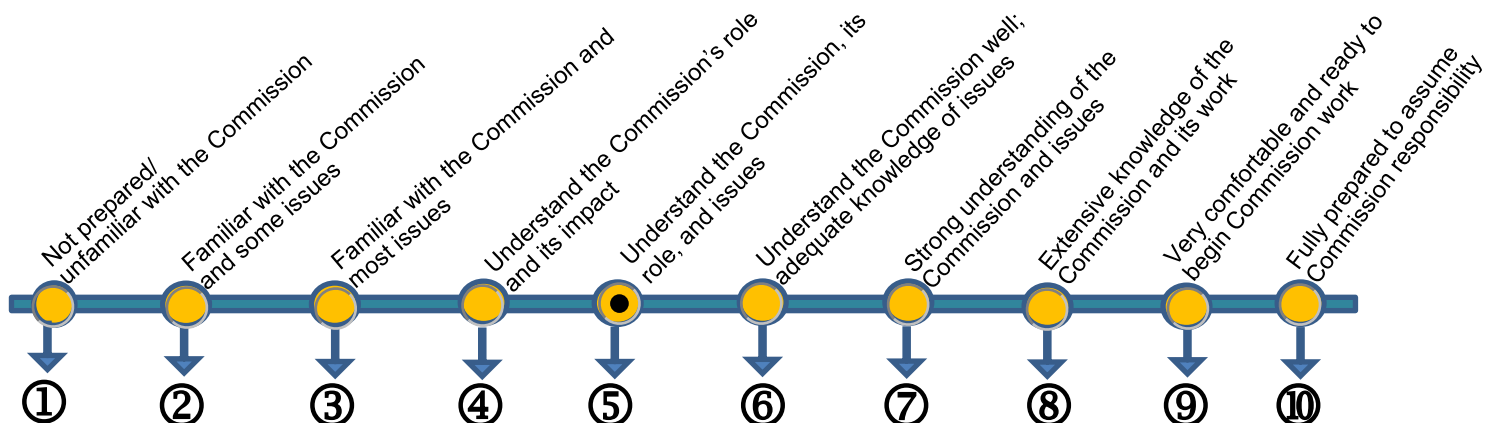 Not prepared/
unfamiliar with the Commission
Familiar with the Commission
and some issues
Familiar with the Commission and
most issues
Understand the Commission’s role
and its impact
Understand the Commission, its
role, and issues
Understand the Commission well;
adequate knowledge of issues
Strong understanding of the
Commission and issues
Extensive knowledge of the
Commission and its work
Very comfortable and ready to
begin Commission work
Fully prepared to assume
Commission responsibility
① ② ③ ④ ⑤ ⑥ ⑦ ⑧ ⑨ ⑩